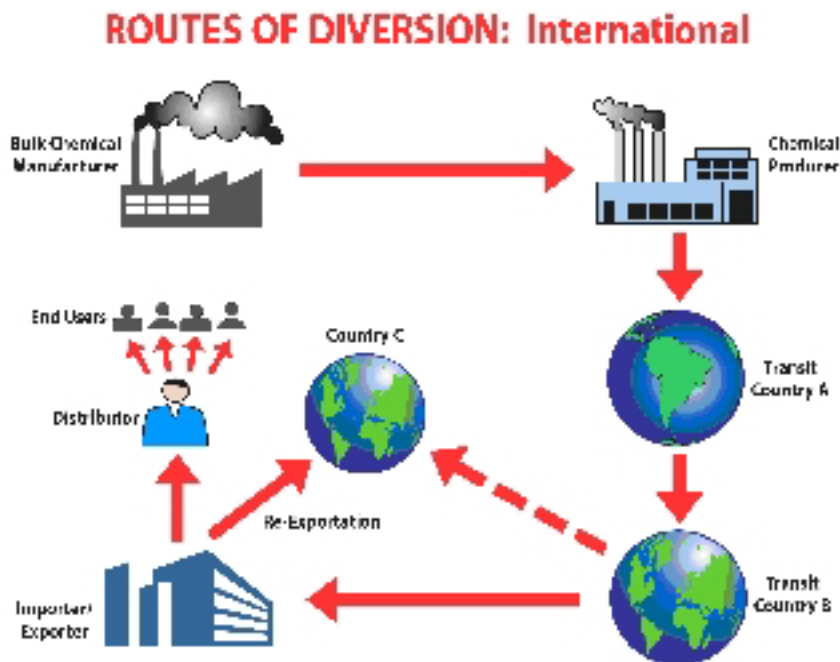 ROUTES OF DIVERSION: International
Bulk Chemical
Manufacturer
Chemical
Producer
End Users
Country C
Transit
Country A
Distributor
Re-Exportation
Importer/
Exporter
Transit
Country B